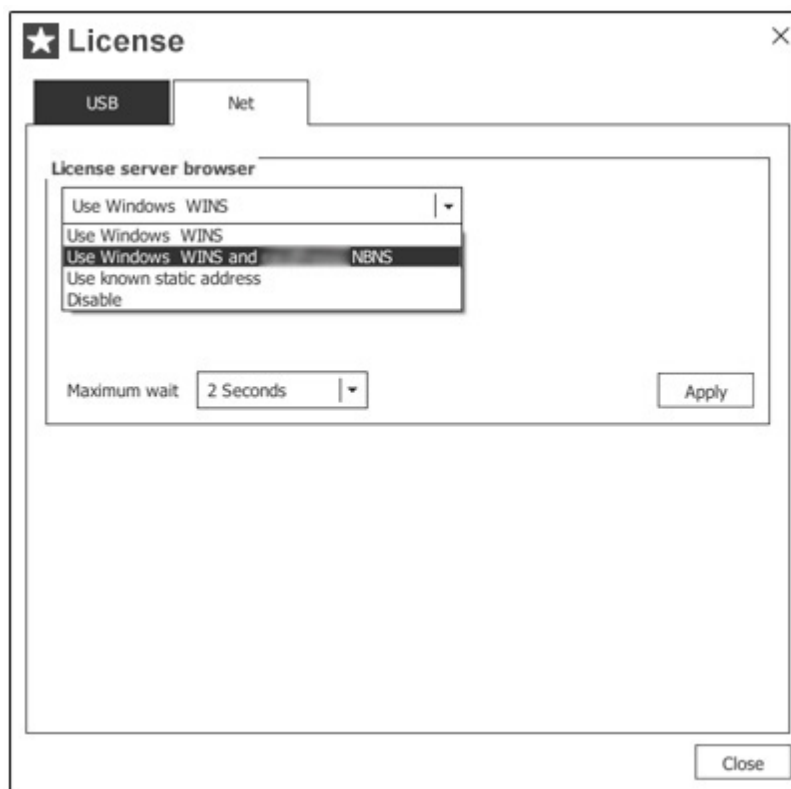 License
USB
Net
License server browser
Use Windows WINS
Use Windows WINS
Use Windows WINS and NBNS
Use known static address
Disable
Maximum wait
2 Seconds
Apply
Close